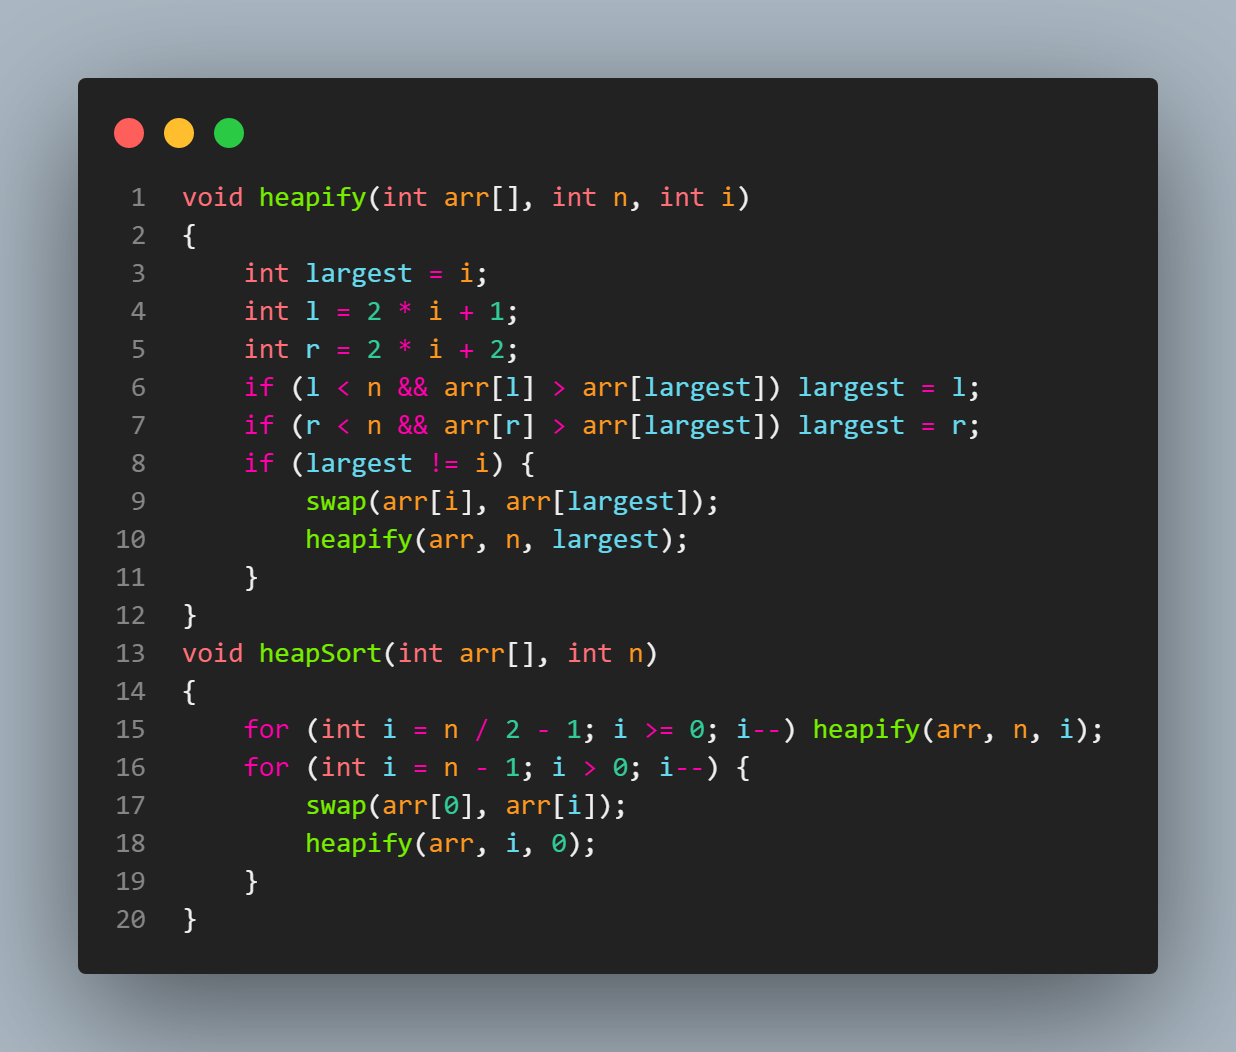 1 void heapify(int arr[], int n, int i)
2 {
3     int largest = i;
4     int l = 2 * i + 1;
5     int r = 2 * i + 2;
6     if (l < n && arr[l] > arr[largest]) largest = l;
7     if (r < n && arr[r] > arr[largest]) largest = r;
8     if (largest != i) {
9         swap(arr[i], arr[largest]);
10         heapify(arr, n, largest);
11     }
12 }
13 void heapSort(int arr[], int n)
14 {
15     for (int i = n / 2 - 1; i >= 0; i--) heapify(arr, n, i);
16     for (int i = n - 1; i > 0; i--) {
17         swap(arr[0], arr[i]);
18         heapify(arr, i, 0);
19     }
20 }